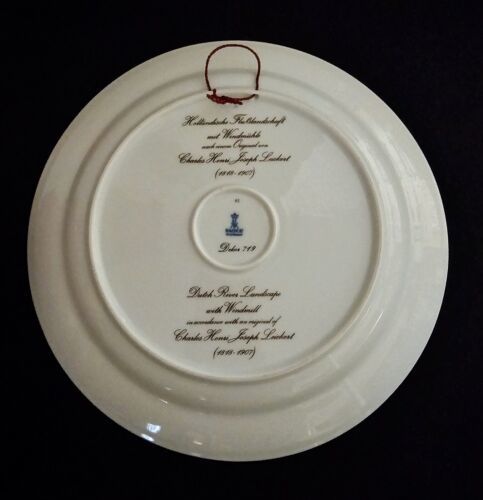 Holländische Flußlandschaft
mit Windmühle
nach einem Original von
Charles Henri Joseph Leickert
(1818-1907)
Dekor 719
Dutch River Landscape
with Windmill
in accordance with an original of
Charles Henri Joseph Leickert
(1818-1907)